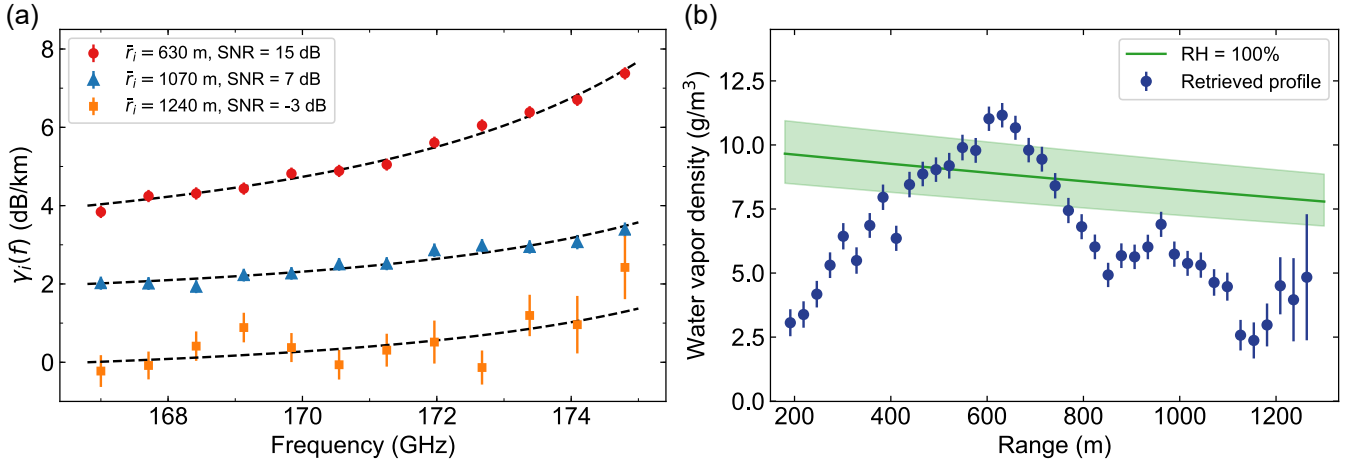 (a)
8
6
4
2
0
γᵢ(f) (dB/km)
r̄ᵢ = 630 m, SNR = 15 dB
r̄ᵢ = 1070 m, SNR = 7 dB
r̄ᵢ = 1240 m, SNR = -3 dB
168
170
172
174
Frequency (GHz)
(b)
12.5
10.0
7.5
5.0
2.5
0.0
Water vapor density (g/m³)
RH = 100%
Retrieved profile
200
400
600
800
1000
1200
Range (m)